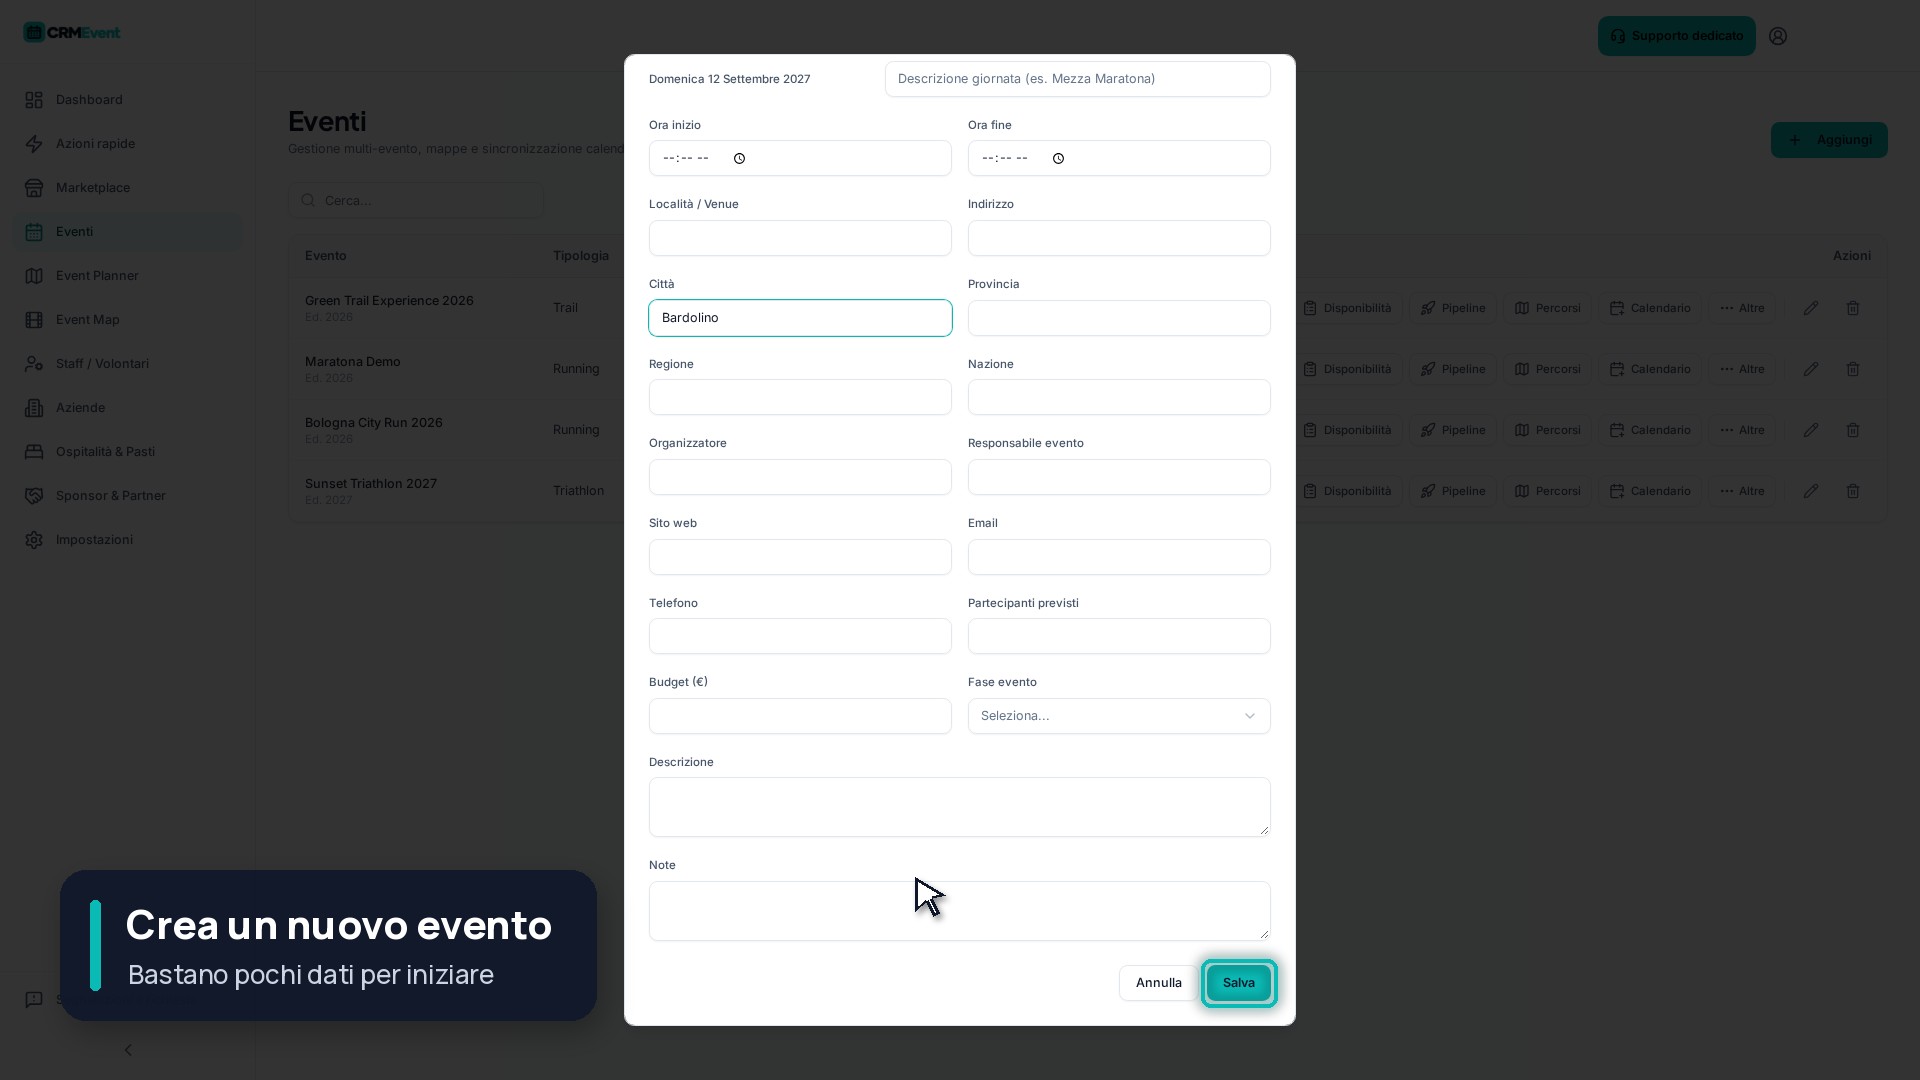 CRMEvent
Supporto dedicato
Dashboard
Azioni rapide
Marketplace
Eventi
Event Planner
Event Map
Staff / Volontari
Aziende
Ospitalità & Pasti
Sponsor & Partner
Impostazioni
Eventi
Gestione multi-evento, mappe e sincronizzazione calend
Aggiungi
Cerca...
Evento
Tipologia
Azioni
Green Trail Experience 2026
Ed. 2026
Trail
Disponibilità
Pipeline
Percorsi
Calendario
Altre
Maratona Demo
Ed. 2026
Running
Disponibilità
Pipeline
Percorsi
Calendario
Altre
Bologna City Run 2026
Ed. 2026
Running
Disponibilità
Pipeline
Percorsi
Calendario
Altre
Sunset Triathlon 2027
Ed. 2027
Triathlon
Disponibilità
Pipeline
Percorsi
Calendario
Altre
Domenica 12 Settembre 2027
Descrizione giornata (es. Mezza Maratona)
Ora inizio
Ora fine
--:-- --
--:-- --
Località / Venue
Indirizzo
Città
Provincia
Bardolino
Regione
Nazione
Organizzatore
Responsabile evento
Sito web
Email
Telefono
Partecipanti previsti
Budget (€)
Fase evento
Seleziona...
Descrizione
Note
Annulla
Salva
Crea un nuovo evento
Bastano pochi dati per iniziare